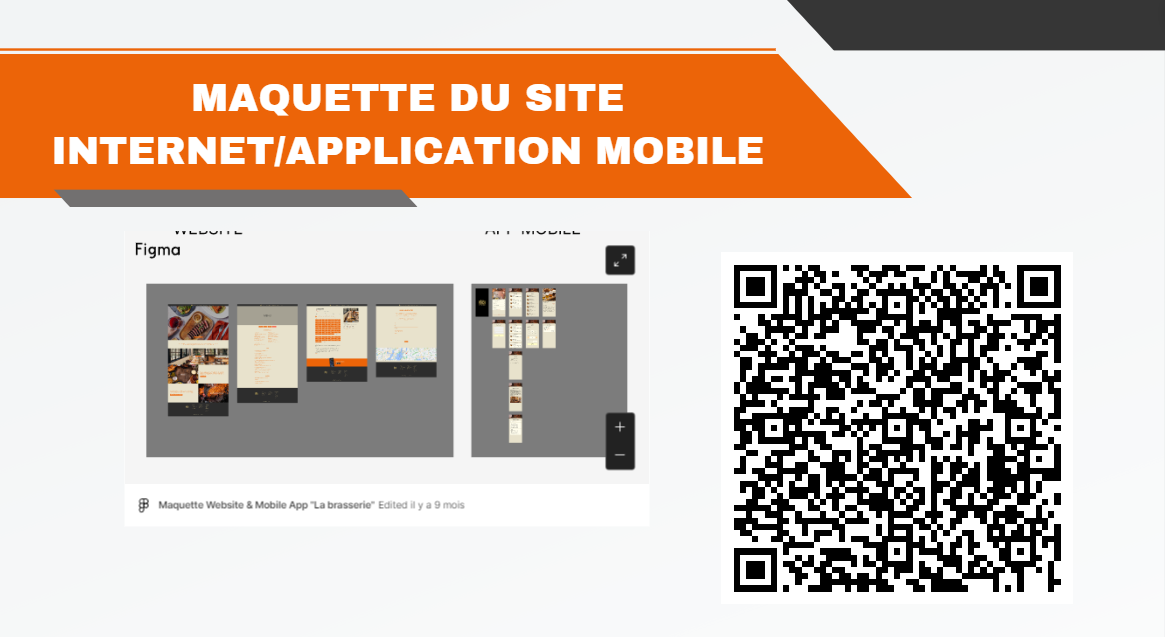 MAQUETTE DU SITE
INTERNET/APPLICATION MOBILE
WEBSITE
APP MOBILE
Figma
Maquette Website & Mobile App "La brasserie" Edited il y a 9 mois